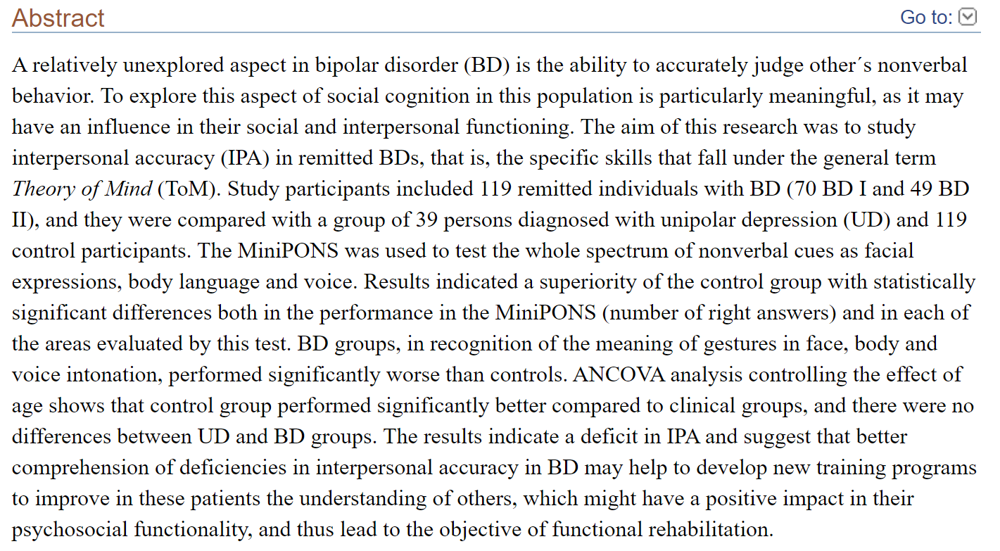 Abstract
Go to:
A relatively unexplored aspect in bipolar disorder (BD) is the ability to accurately judge other´s nonverbal
behavior. To explore this aspect of social cognition in this population is particularly meaningful, as it may
have an influence in their social and interpersonal functioning. The aim of this research was to study
interpersonal accuracy (IPA) in remitted BDs, that is, the specific skills that fall under the general term
Theory of Mind (ToM). Study participants included 119 remitted individuals with BD (70 BD I and 49 BD
II), and they were compared with a group of 39 persons diagnosed with unipolar depression (UD) and 119
control participants. The MiniPONS was used to test the whole spectrum of nonverbal cues as facial
expressions, body language and voice. Results indicated a superiority of the control group with statistically
significant differences both in the performance in the MiniPONS (number of right answers) and in each of
the areas evaluated by this test. BD groups, in recognition of the meaning of gestures in face, body and
voice intonation, performed significantly worse than controls. ANCOVA analysis controlling the effect of
age shows that control group performed significantly better compared to clinical groups, and there were no
differences between UD and BD groups. The results indicate a deficit in IPA and suggest that better
comprehension of deficiencies in interpersonal accuracy in BD may help to develop new training programs
to improve in these patients the understanding of others, which might have a positive impact in their
psychosocial functionality, and thus lead to the objective of functional rehabilitation.